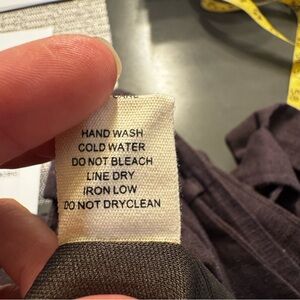 HAND WASH
COLD WATER
DO NOT BLEACH
LINE DRY
IRON LOW
DO NOT DRYCLEAN